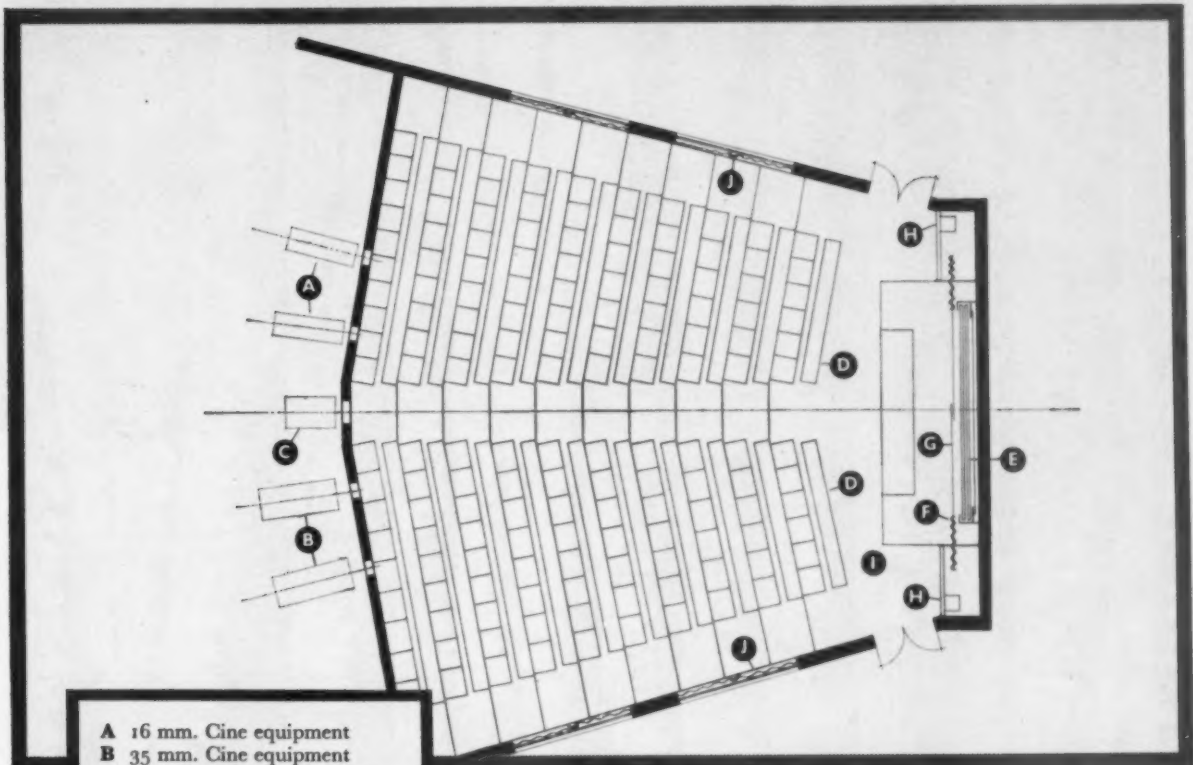 A
J
H
A
D
C
G
E
D
B
F
I
H
J
A 16 mm. Cine equipment
B 35 mm. Cine equipment